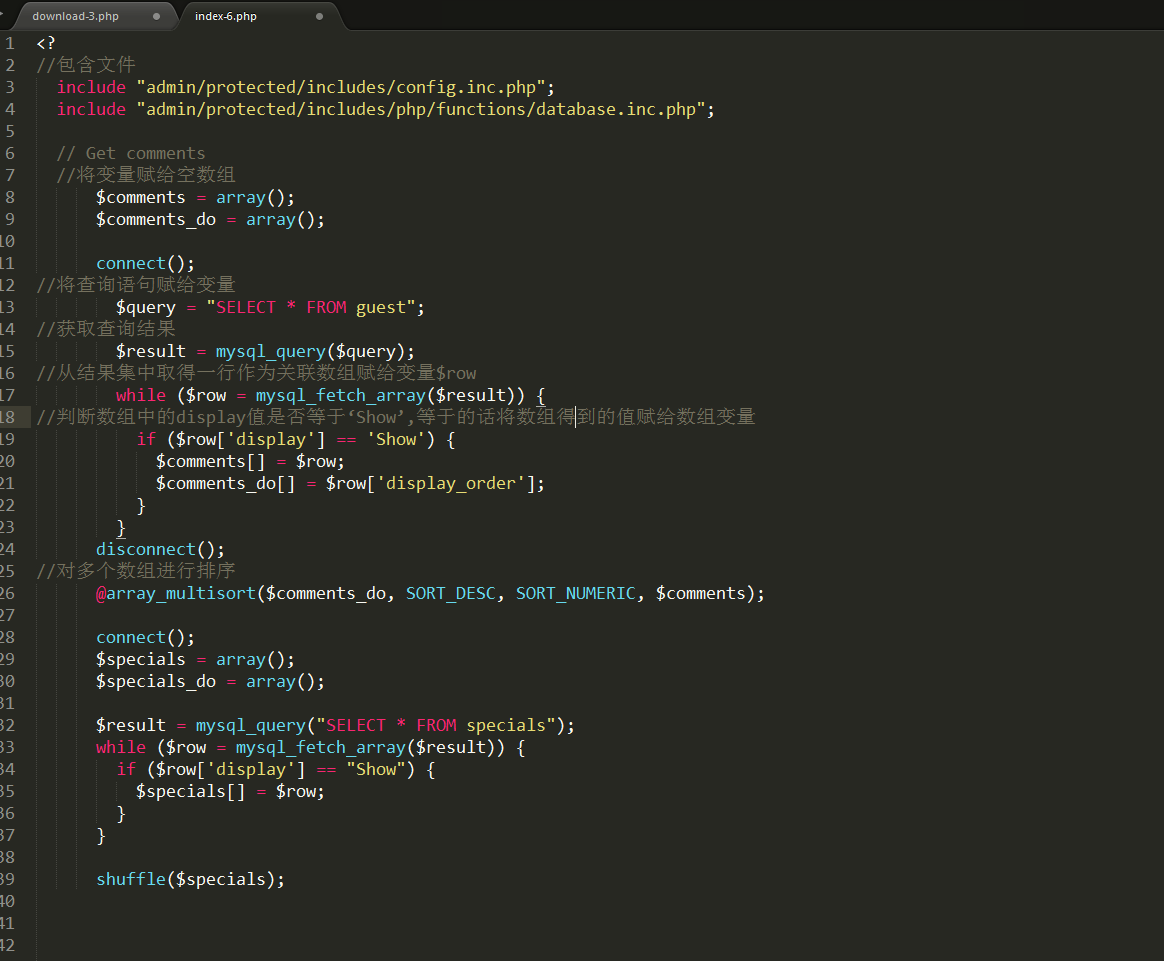 download-3.php
index-6.php
1 <?
2 //包含文件
3 include "admin/protected/includes/config.inc.php";
4 include "admin/protected/includes/php/functions/database.inc.php";
5
6 // Get comments
7 //将变量赋给空数组
8 $comments = array();
9 $comments_do = array();
10
11 connect();
12 //将查询语句赋给变量
13 $query = "SELECT * FROM guest";
14 //获取查询结果
15 $result = mysql_query($query);
16 //从结果集中取得一行作为关联数组赋给变量$row
17 while ($row = mysql_fetch_array($result)) {
18 //判断数组中的display值是否等于‘Show’,等于的话将数组得到的值赋给数组变量
19 if ($row['display'] == 'Show') {
20 $comments[] = $row;
21 $comments_do[] = $row['display_order'];
22 }
23 }
24 disconnect();
25 //对多个数组进行排序
26 @array_multisort($comments_do, SORT_DESC, SORT_NUMERIC, $comments);
27
28 connect();
29 $specials = array();
30 $specials_do = array();
31
32 $result = mysql_query("SELECT * FROM specials");
33 while ($row = mysql_fetch_array($result)) {
34 if ($row['display'] == "Show") {
35 $specials[] = $row;
36 }
37 }
38
39 shuffle($specials);
40
41
42